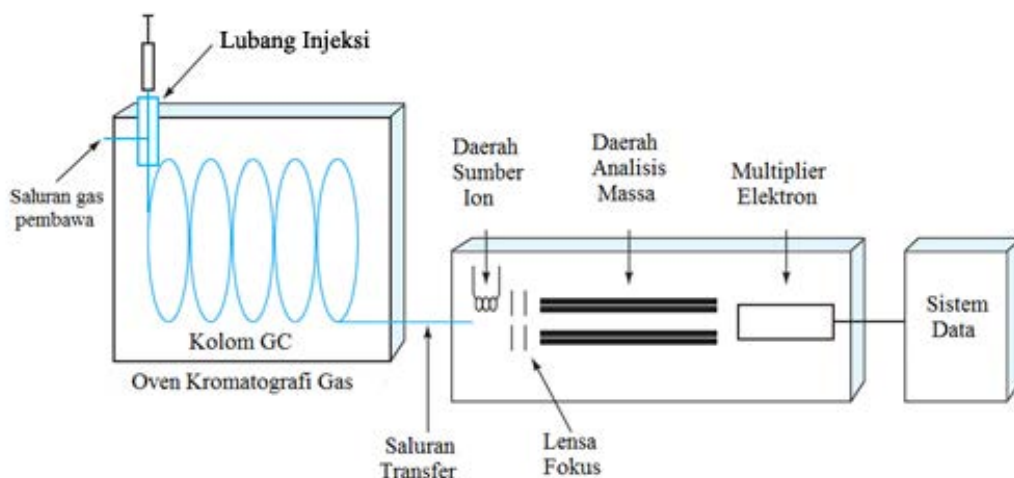 Lubang Injeksi
Saluran gas
pembawa
Kolom GC
Oven Kromatografi Gas
Saluran
Transfer
Daerah
Sumber
Ion
Lensa
Fokus
Daerah
Analisis
Massa
Multiplier
Elektron
Sistem
Data